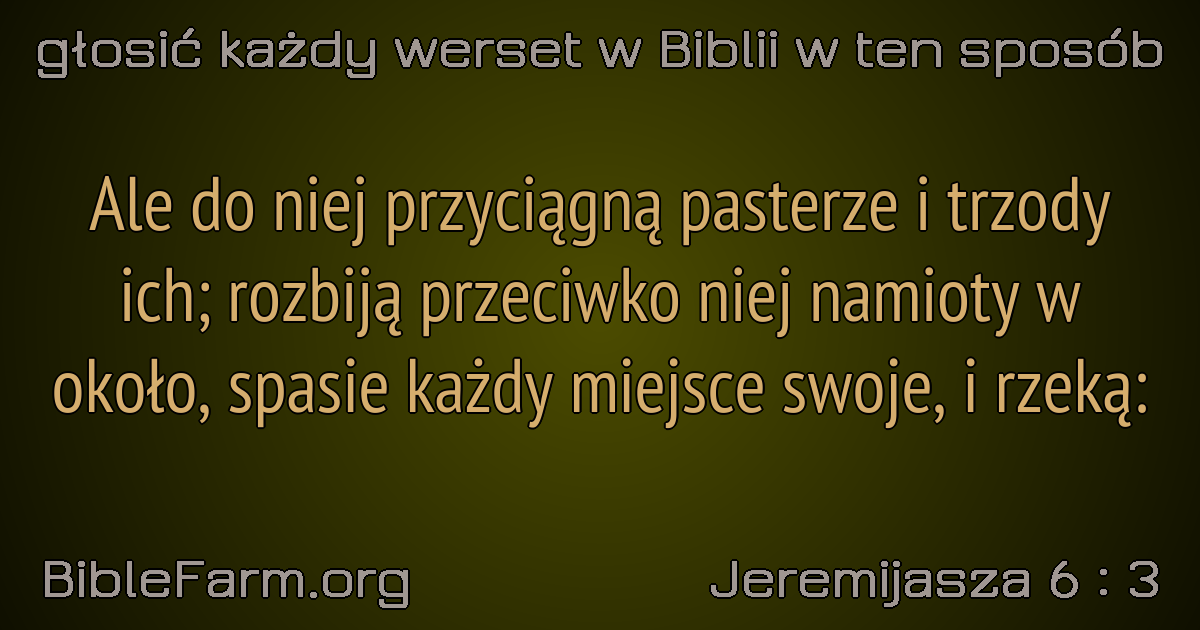 głosić każdy werset w Biblii w ten sposób
Ale do niej przyciągną pasterze i trzody
ich; rozbiją przeciwko niej namioty w
około, spasie każdy miejsce swoje, i rzeką:
BibleFarm.org
Jeremijasza 6 : 3